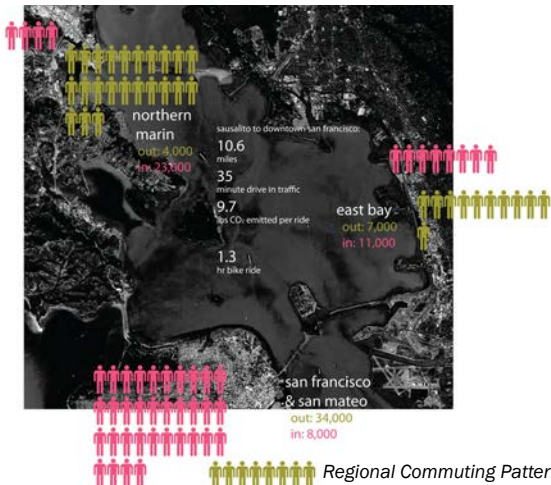 northern
marin
out: 4,000
in: 23,000
sausalito to downtown san francisco:
10.6
miles
35
minute drive in traffic
9.7
lbs CO₂ emitted per ride
1.3
hr bike ride
east bay
out: 7,000
in: 11,000
san francisco
& san mateo
out: 34,000
in: 8,000
Regional Commuting Patter